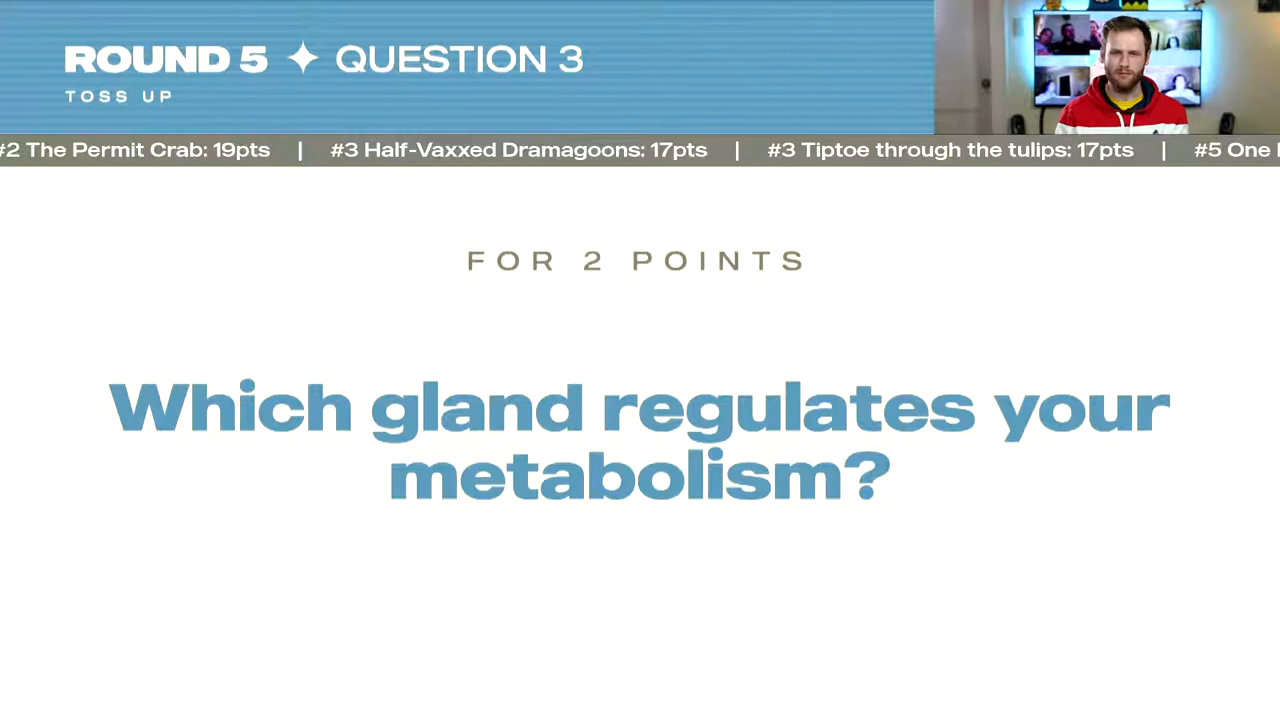 ROUND 5 ✦ QUESTION 3
TOSS UP
#2 The Permit Crab: 19pts | #3 Half-Vaxxed Dramagoons: 17pts | #3 Tiptoe through the tulips: 17pts | #5 One
FOR 2 POINTS
Which gland regulates your
metabolism?